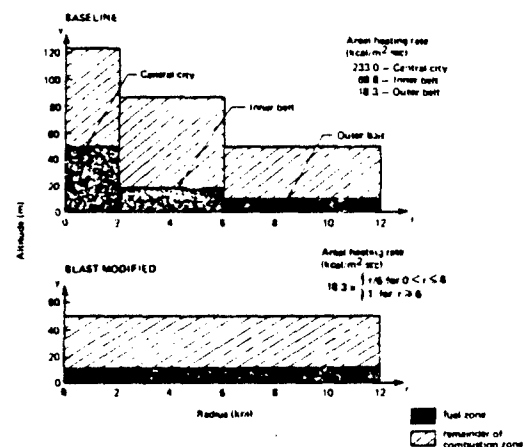 BASELINE
Areal heating rate
(kcal/m² sec)
233.0 – Central city
68.8 – Inner belt
18.3 – Outer belt
Y
120
100
80
60
40
20
0
Central city
Inner belt
Outer belt
0 2 4 6 8 10 12
r
Altitude (m)
BLAST MODIFIED
Areal heating rate
(kcal/m² sec)
18.3 x { r/6 for 0 < r ≤ 6
1 for r ≥ 6
Y
60
40
20
0
0 2 4 6 8 10 12
r
Radius (km)
fuel zone
remainder of
combustion zone